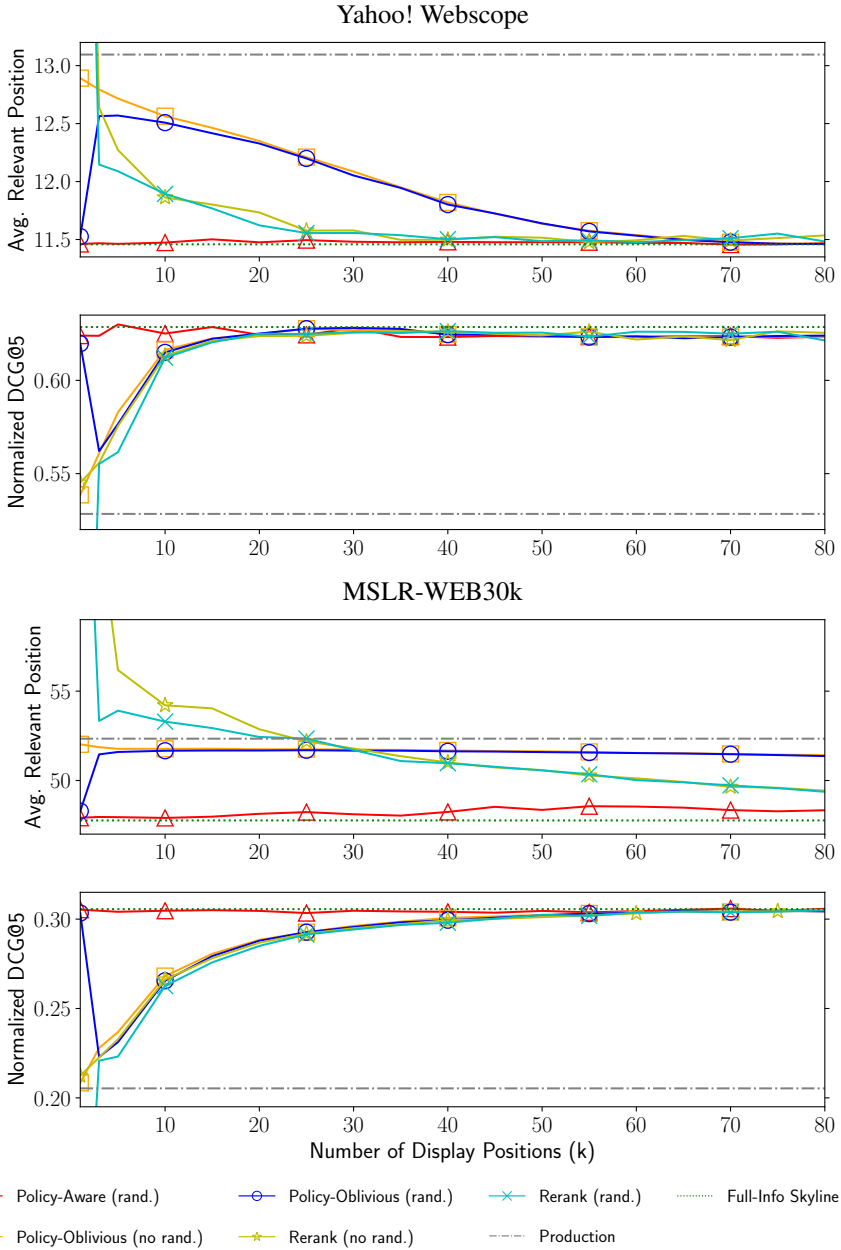 Yahoo! Webscope
Avg. Relevant Position
13.0
12.5
12.0
11.5
10 20 30 40 50 60 70 80
Normalized DCG@5
0.60
0.55
10 20 30 40 50 60 70 80
MSLR-WEB30k
Avg. Relevant Position
55
50
10 20 30 40 50 60 70 80
Normalized DCG@5
0.30
0.25
0.20
10 20 30 40 50 60 70 80
Number of Display Positions (k)
Policy-Aware (rand.) Policy-Oblivious (rand.) Rerank (rand.) Full-Info Skyline
Policy-Oblivious (no rand.) Rerank (no rand.) Production